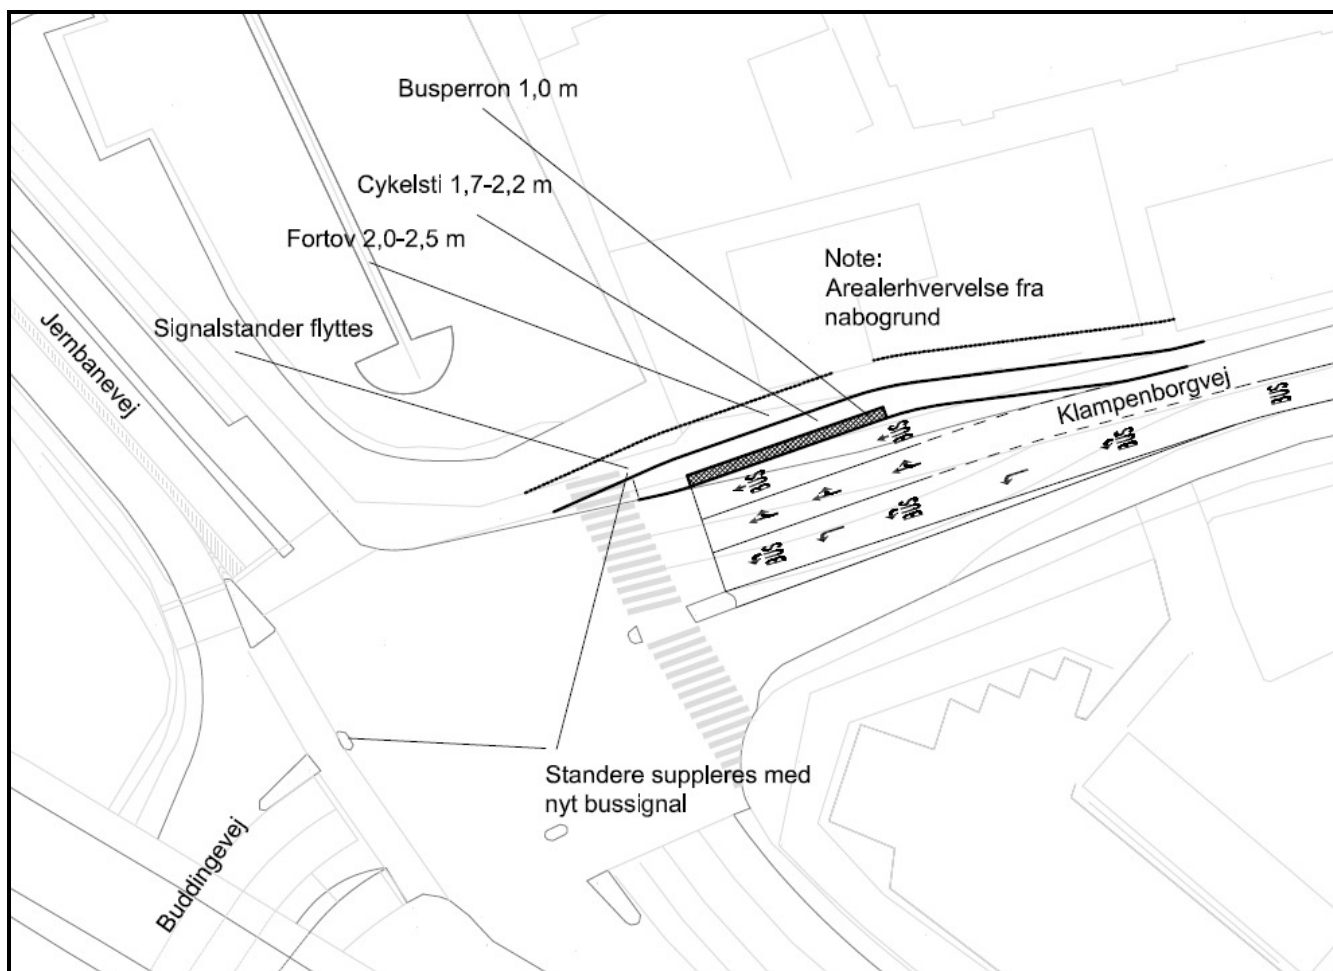 Busperron 1,0 m
Cykelsti 1,7-2,2 m
Fortov 2,0-2,5 m
Note:
Arealerhvervelse fra
nabogrund
Signalstander flyttes
Jernbanevej
Klampenborgvej
BUS
BUS
BUS
BUS
BUS
BUS
Standere suppleres med
nyt bussignal
Buddingevej